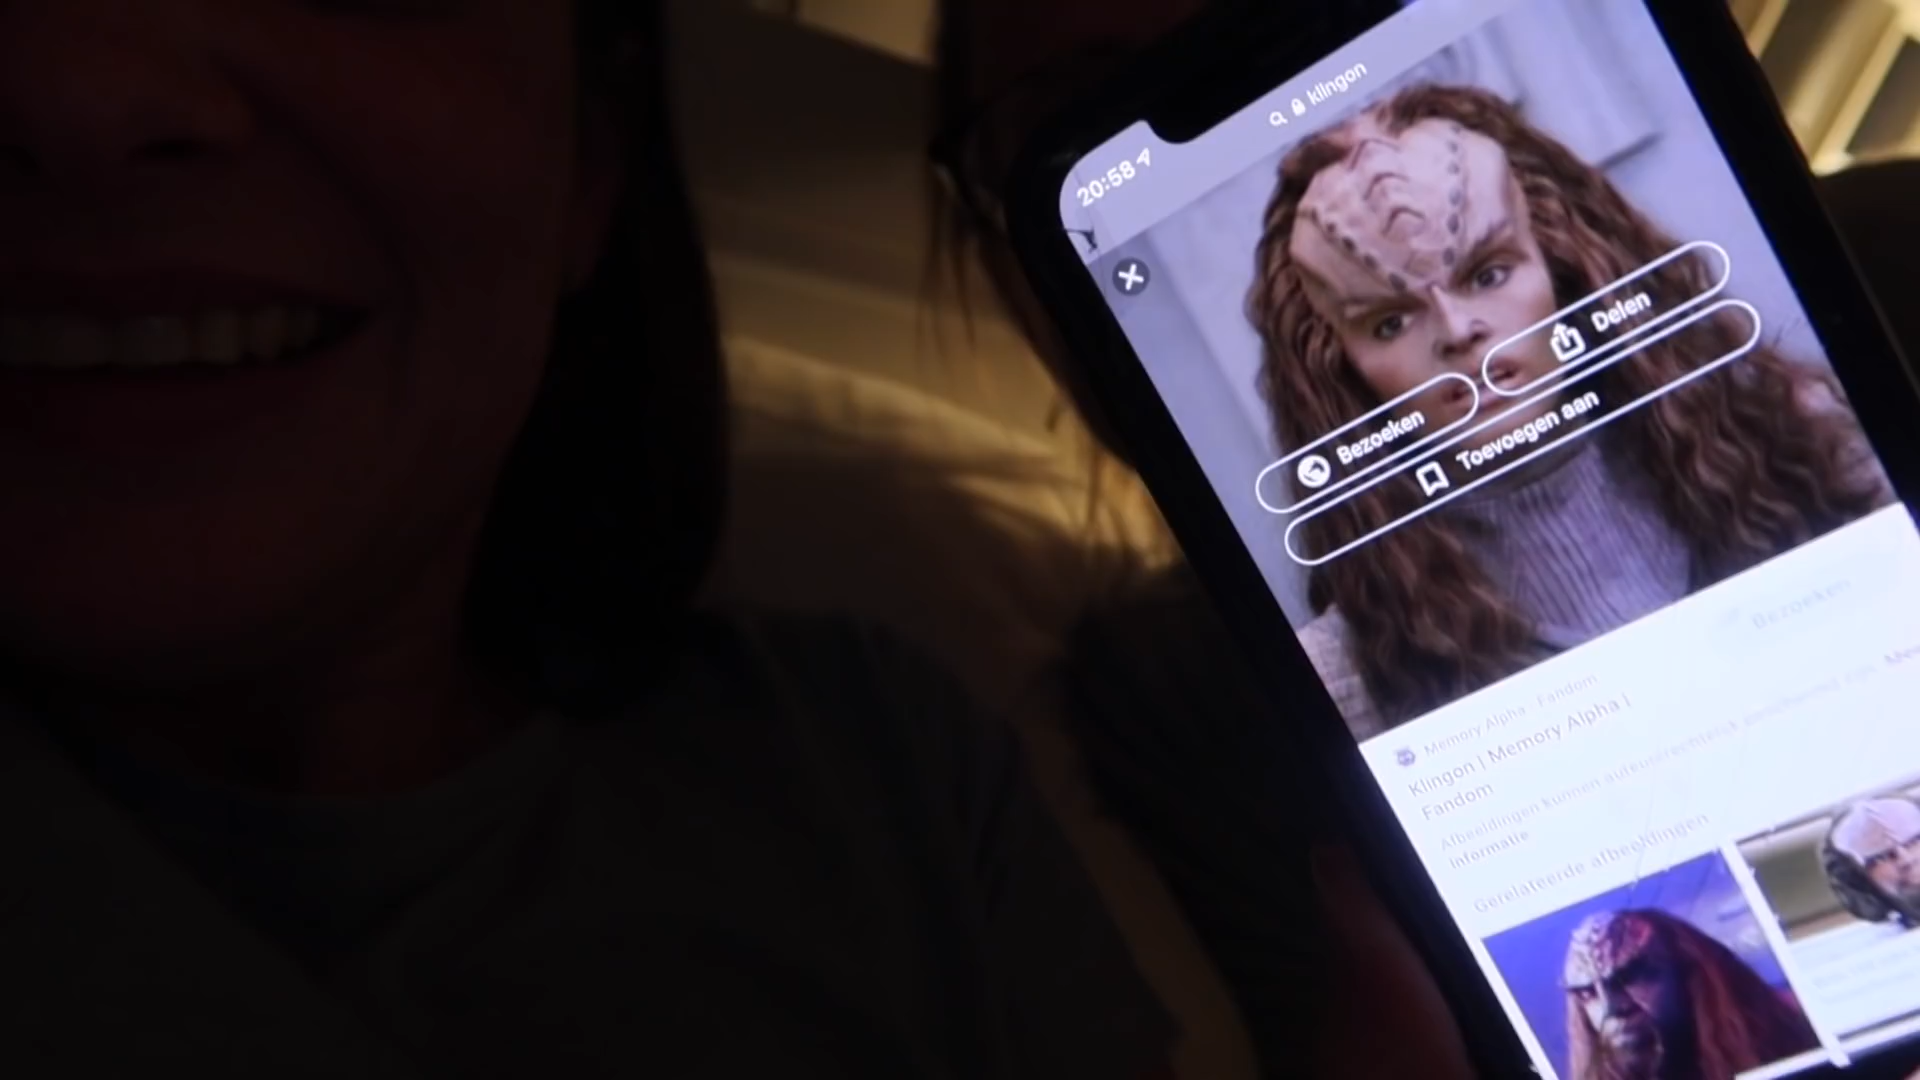 20:58
klingon
Delen
Bezoeken
Toevoegen aan
Bezoeken
Memory Alpha - Fandom
Klingon | Memory Alpha |
Fandom
Afbeeldingen kunnen auteursrechtelijk beschermd zijn.
Informatie
Gerelateerde afbeeldingen